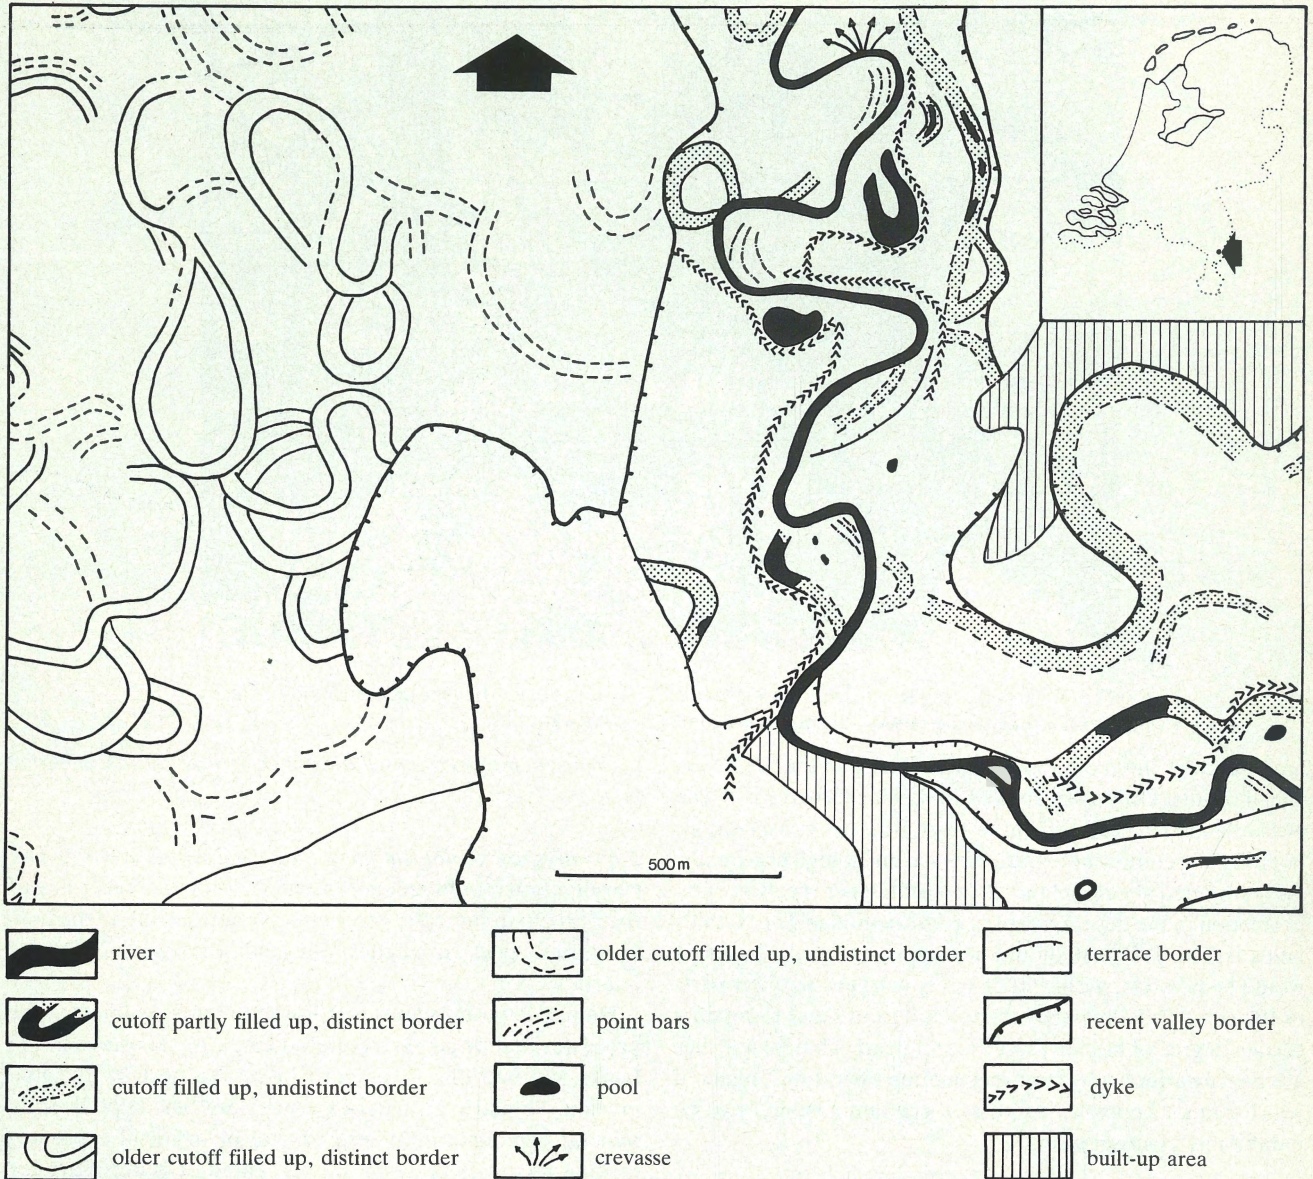 500 m
river
cutoff partly filled up, distinct border
cutoff filled up, undistinct border
older cutoff filled up, distinct border
older cutoff filled up, undistinct border
point bars
pool
crevasse
terrace border
recent valley border
dyke
built-up area